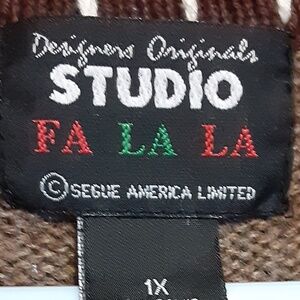 Designers Originals
STUDIO
FA LA LA
© SEGUE AMERICA LIMITED
1X